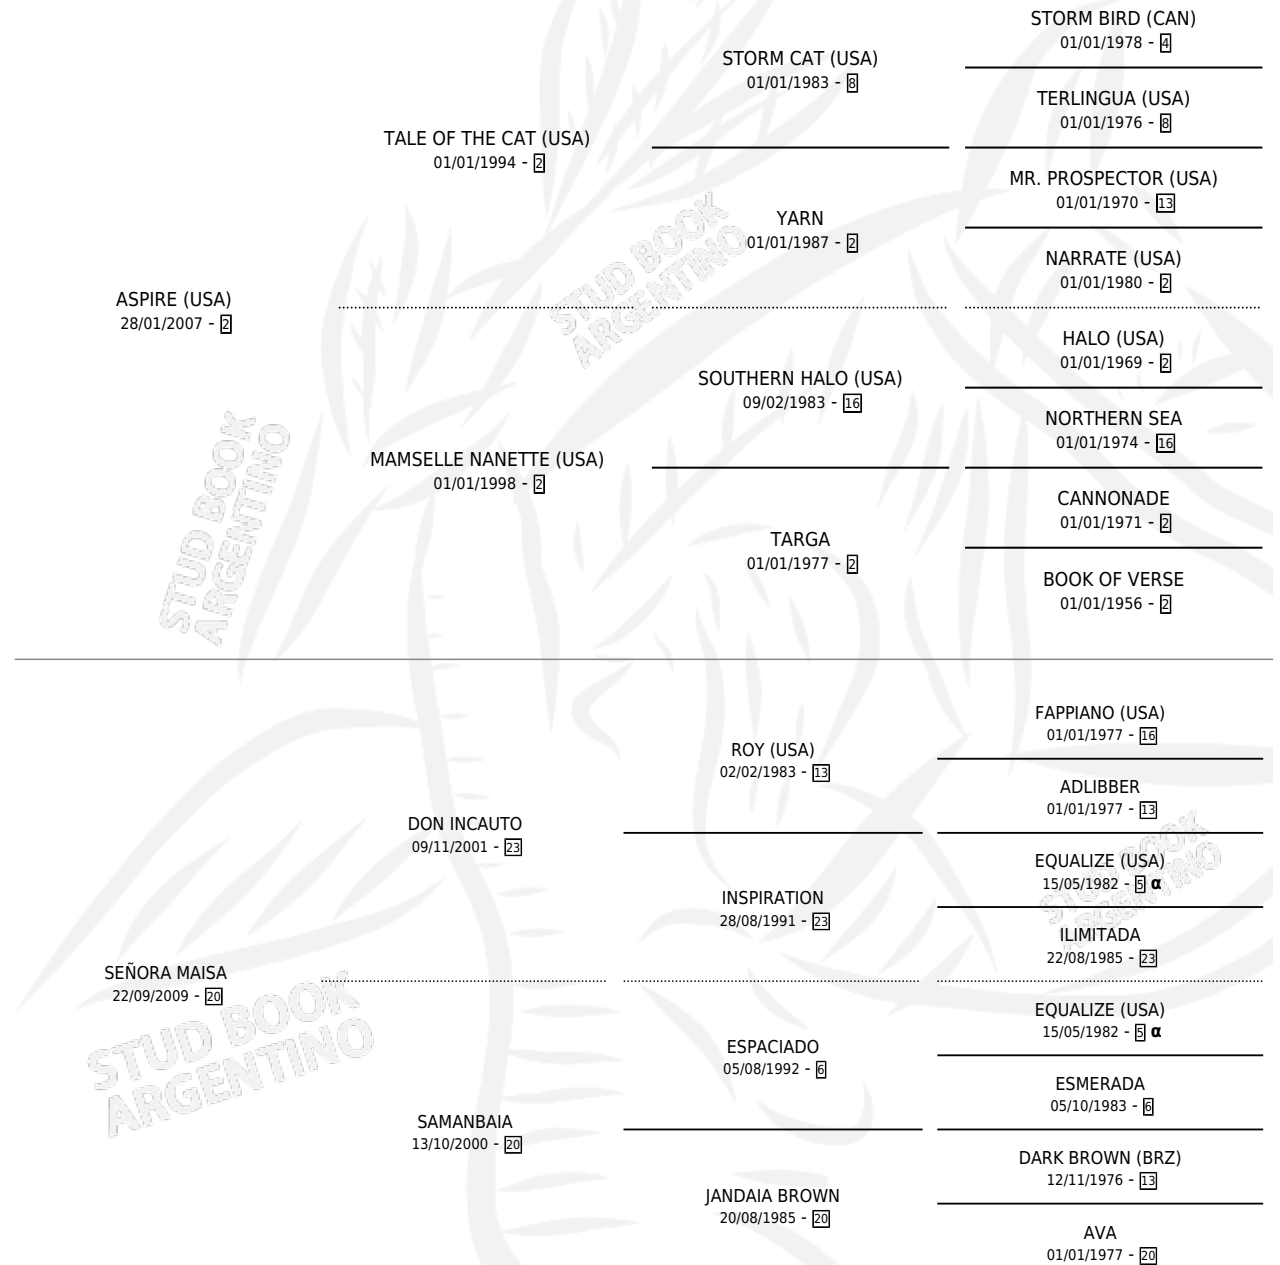 STORM BIRD (CAN)
01/01/1978 - 4
STORM CAT (USA)
01/01/1983 - 8
TERLINGUA (USA)
01/01/1976 - 8
TALE OF THE CAT (USA)
01/01/1994 - 2
MR. PROSPECTOR (USA)
01/01/1970 - 13
YARN
01/01/1987 - 2
NARRATE (USA)
01/01/1980 - 2
ASPIRE (USA)
28/01/2007 - 2
HALO (USA)
01/01/1969 - 2
SOUTHERN HALO (USA)
09/02/1983 - 16
NORTHERN SEA
01/01/1974 - 16
MAMSELLE NANETTE (USA)
01/01/1998 - 2
CANNONADE
01/01/1971 - 2
TARGA
01/01/1977 - 2
BOOK OF VERSE
01/01/1956 - 2
FAPPIANO (USA)
01/01/1977 - 16
ROY (USA)
02/02/1983 - 13
ADLIBBER
01/01/1977 - 13
DON INCAUTO
09/11/2001 - 23
EQUALIZE (USA)
15/05/1982 - 5 α
INSPIRATION
28/08/1991 - 23
ILIMITADA
22/08/1985 - 23
SEÑORA MAISA
22/09/2009 - 20
EQUALIZE (USA)
15/05/1982 - 5 α
ESPACIADO
05/08/1992 - 6
ESMERADA
05/10/1983 - 6
SAMANBAIA
13/10/2000 - 20
DARK BROWN (BRZ)
12/11/1976 - 13
JANDAIA BROWN
20/08/1985 - 20
AVA
01/01/1977 - 20
STUD BOOK
ARGENTINO
STUD BOOK
ARGENTINO
STUD BOOK
ARGENTINO
STUD BOOK
ARGENTINO